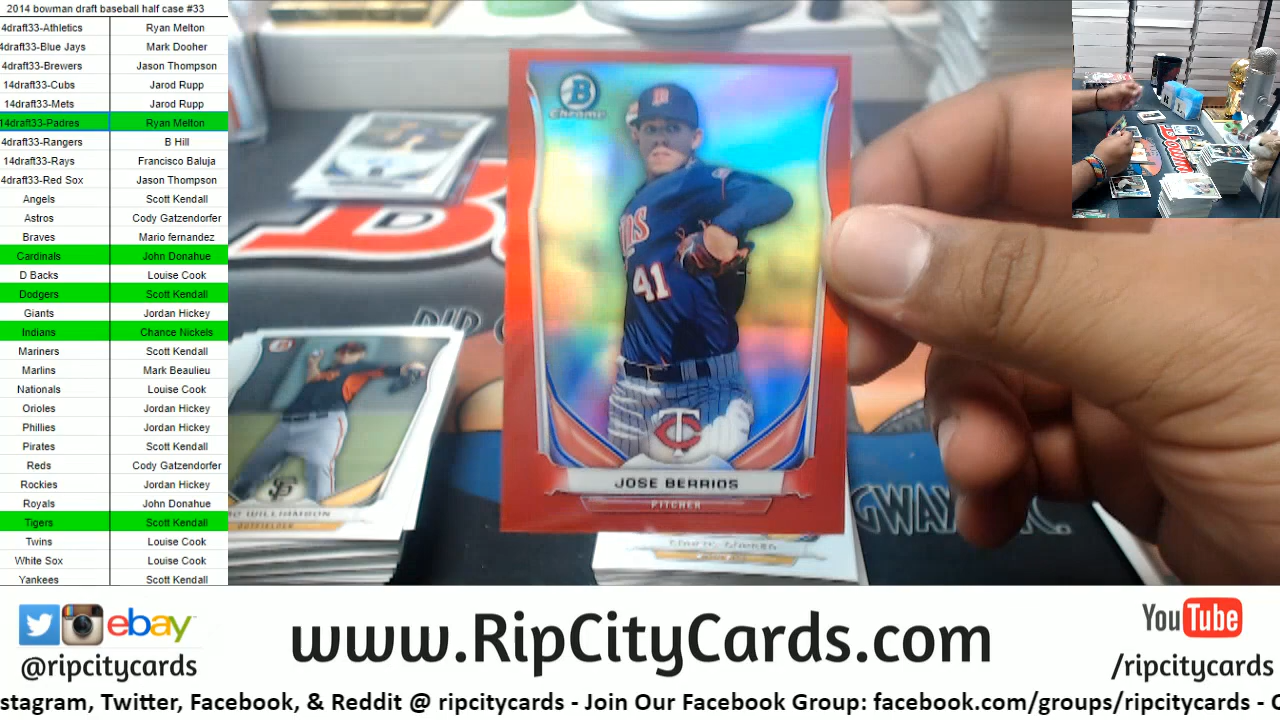 2014 bowman draft baseball half case #33
4draft33-Athletics Ryan Melton
4draft33-Blue Jays Mark Dooher
4draft33-Brewers Jason Thompson
14draft33-Cubs Jarod Rupp
14draft33-Mets Jarod Rupp
14draft33-Padres Ryan Melton
4draft33-Rangers B Hill
14draft33-Rays Francisco Baluja
4draft33-Red Sox Jason Thompson
Angels Scott Kendall
Astros Cody Gatzendorfer
Braves Mario fernandez
Cardinals John Donahue
D Backs Louise Cook
Dodgers Scott Kendall
Giants Jordan Hickey
Indians Chance Nickels
Mariners Scott Kendall
Marlins Mark Beaulieu
Nationals Louise Cook
Orioles Jordan Hickey
Phillies Jordan Hickey
Pirates Scott Kendall
Reds Cody Gatzendorfer
Rockies Jordan Hickey
Royals John Donahue
Tigers Scott Kendall
Twins Louise Cook
White Sox Louise Cook
Yankees Scott Kendall
B
Chrome
41
TC
JOSE BERRIOS
PITCHER
WILLIAMSON
OUTFIELDER
RIP
GWAX
ebay
@ripcitycards
www.RipCityCards.com
YouTube
/ripcitycards
stagram, Twitter, Facebook, & Reddit @ ripcitycards - Join Our Facebook Group: facebook.com/groups/ripcitycards -